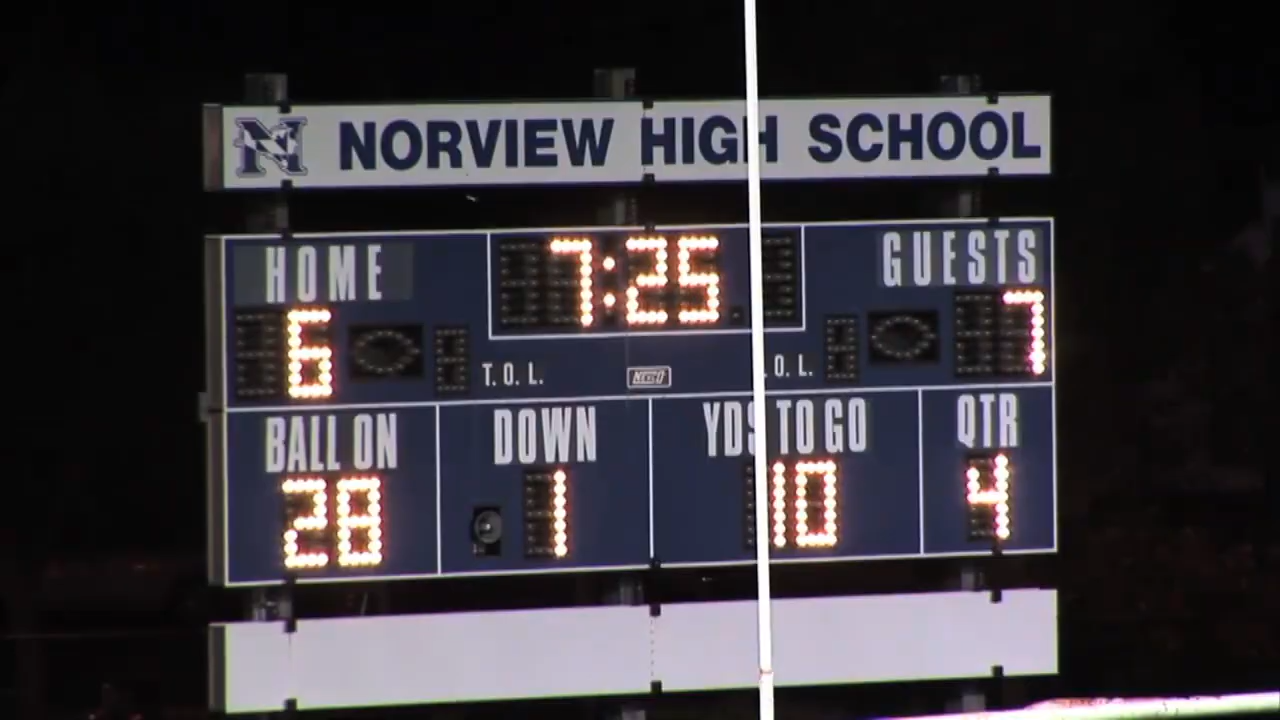 N NORVIEW HIGH SCHOOL
HOME 7:25 GUESTS
6 T.O.L. NEVCO .O.L. 7
BALL ON DOWN YDS TO GO QTR
28 1 10 4